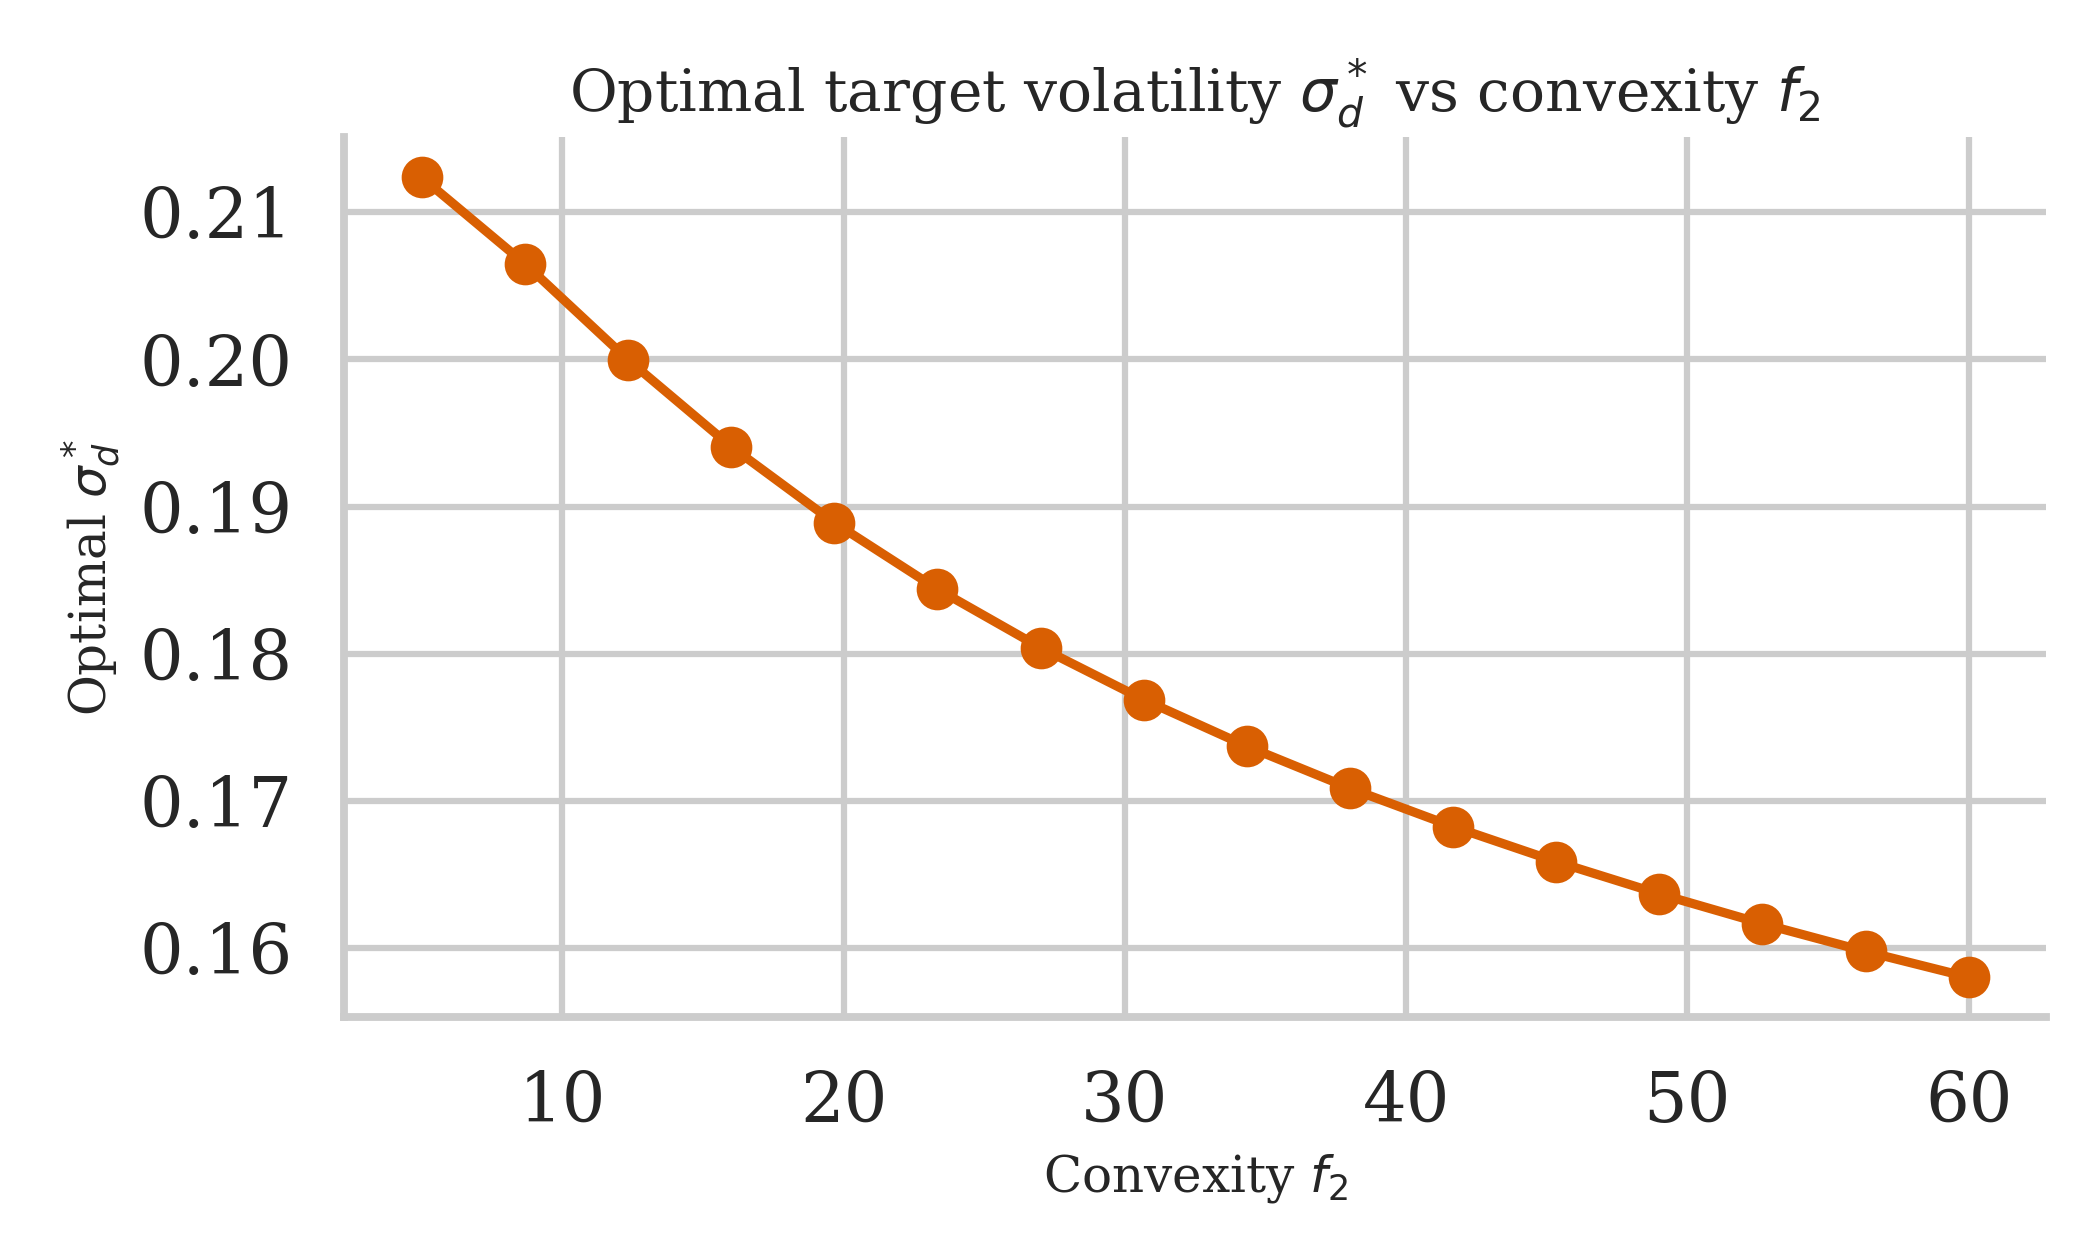 Optimal target volatility σ*d vs convexity f2
Optimal σ*d
0.21
0.20
0.19
0.18
0.17
0.16
10 20 30 40 50 60
Convexity f2